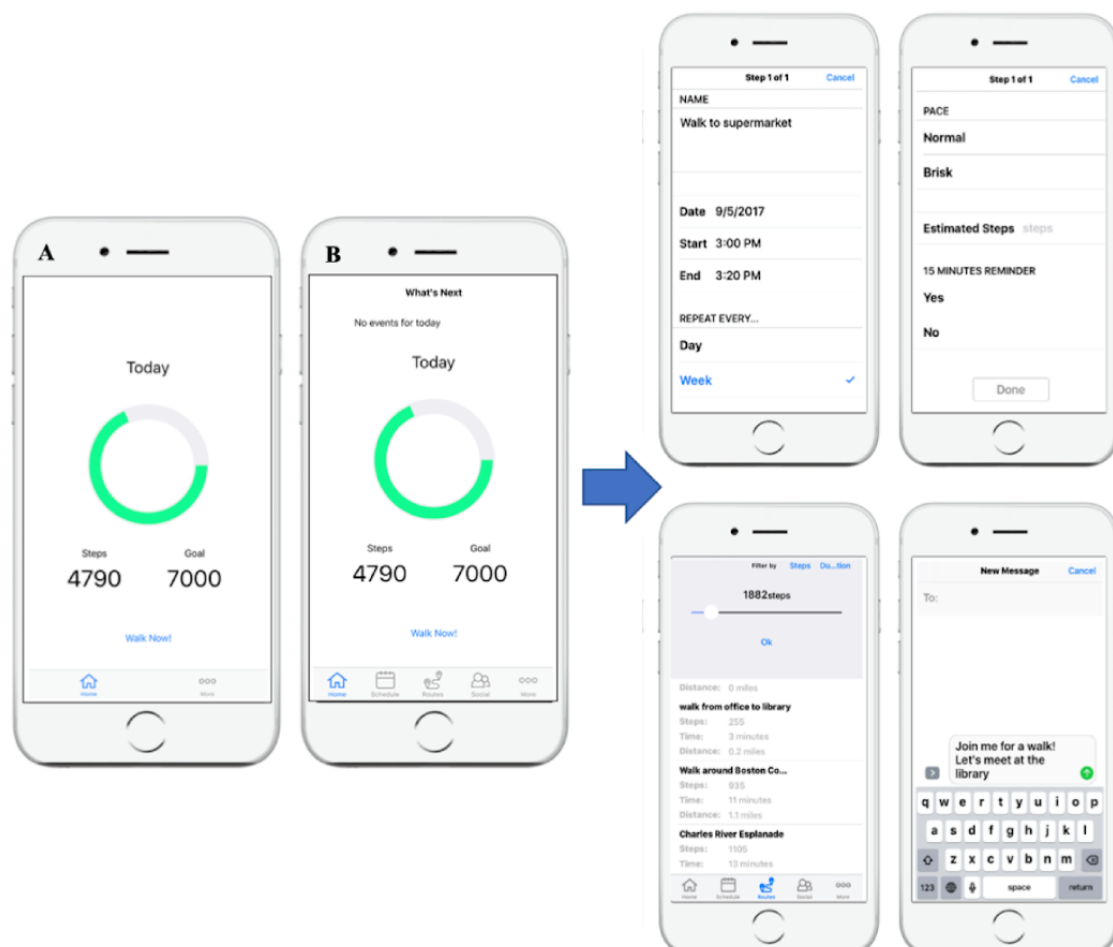 A
Today
Steps Goal
4790 7000
Walk Now!
Home More
B
What's Next
No events for today
Today
Steps Goal
4790 7000
Walk Now!
Home Schedule Routes Social More
Step 1 of 1 Cancel
NAME
Walk to supermarket
Date 9/5/2017
Start 3:00 PM
End 3:20 PM
REPEAT EVERY...
Day
Week
Step 1 of 1 Cancel
PACE
Normal
Brisk
Estimated Steps steps
15 MINUTES REMINDER
Yes
No
Done
Filter by Steps Du...tion
1882steps
Ok
Distance: 0 miles
walk from office to library
Steps: 255
Time: 3 minutes
Distance: 0.2 miles
Walk around Boston Co...
Steps: 935
Time: 11 minutes
Distance: 1.1 miles
Charles River Esplanade
Steps: 1105
Time: 13 minutes
Home Schedule Routes Social More
New Message Cancel
To:
Join me for a walk!
Let's meet at the
library
q w e r t y u i o p
a s d f g h j k l
z x c v b n m
123 space return